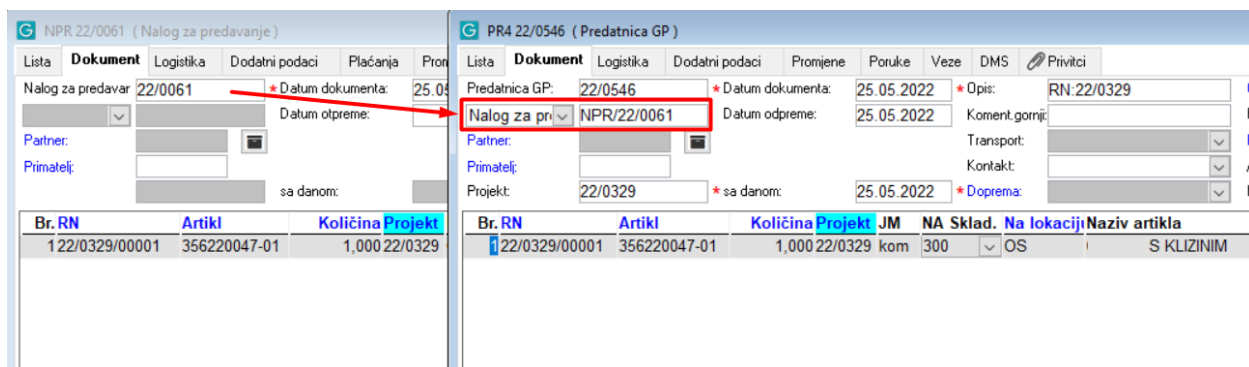 NPR 22/0061 ( Nalog za predavanje )
Lista Dokument Logistika Dodatni podaci Plaćanja Pron
Nalog za predavar 22/0061 * Datum dokumenta: 25.05
Datum otpreme:
Partner:
Primatelj:
sa danom:
Br. RN Artikl Količina Projekt
1 22/0329/00001 356220047-01 1,000 22/0329
PR4 22/0546 ( Predatnica GP )
Lista Dokument Logistika Dodatni podaci Promjene Poruke Veze DMS Privitci
Predatnica GP: 22/0546 * Datum dokumenta: 25.05.2022 * Opis: RN:22/0329
Nalog za pre NPR/22/0061 Datum odpreme: 25.05.2022 Koment.gornji:
Partner: Transport:
Primatelj: Kontakt:
Projekt: 22/0329 * sa danom: 25.05.2022 * Doprema:
Br. RN Artikl Količina Projekt JM NA Sklad. Na lokaciju Naziv artikla
1 22/0329/00001 356220047-01 1,000 22/0329 kom 300 OS S KLIZINIM